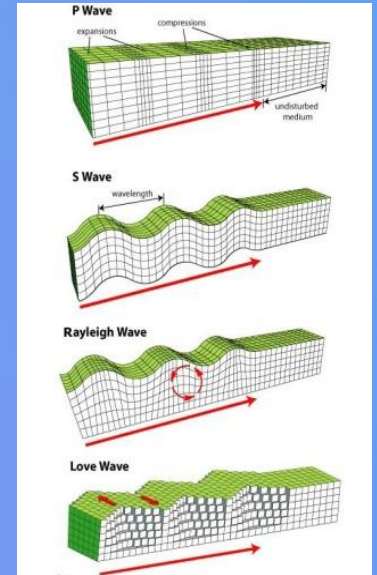 P Wave
compressions
expansions
undisturbed
medium
S Wave
wavelength
Rayleigh Wave
Love Wave